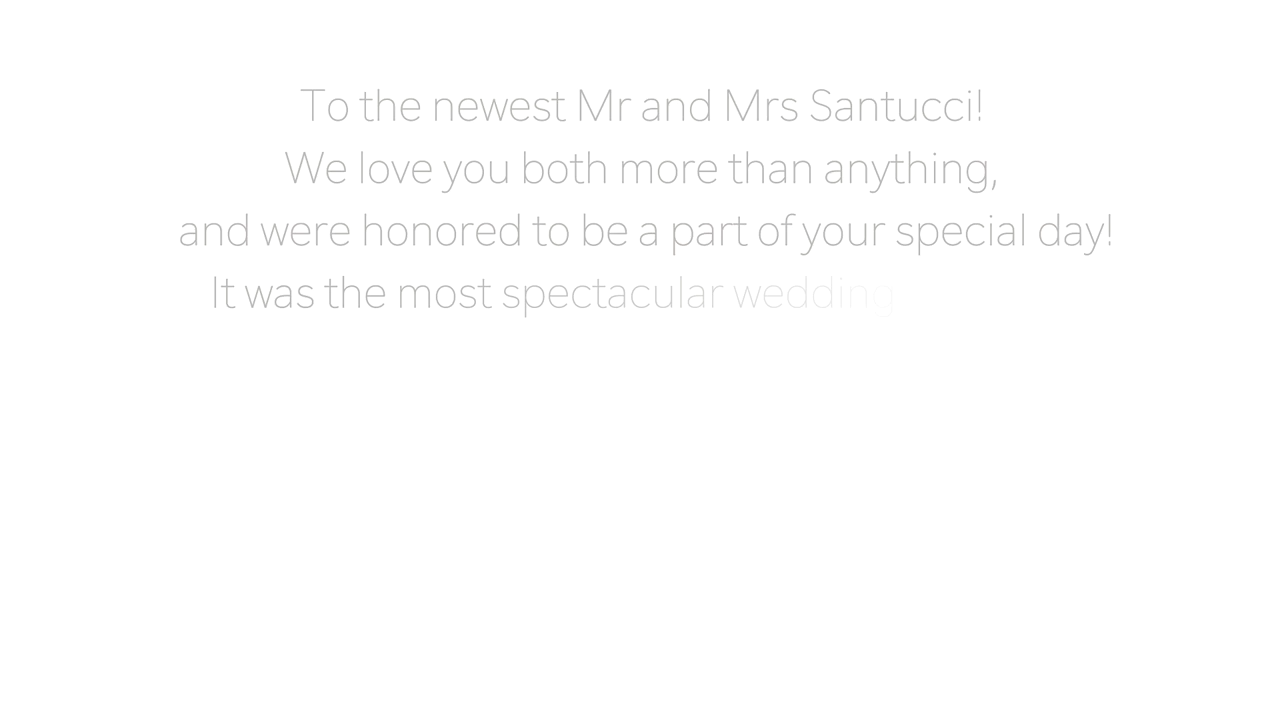 To the newest Mr and Mrs Santucci!
We love you both more than anything,
and were honored to be a part of your special day!
It was the most spectacular wedding